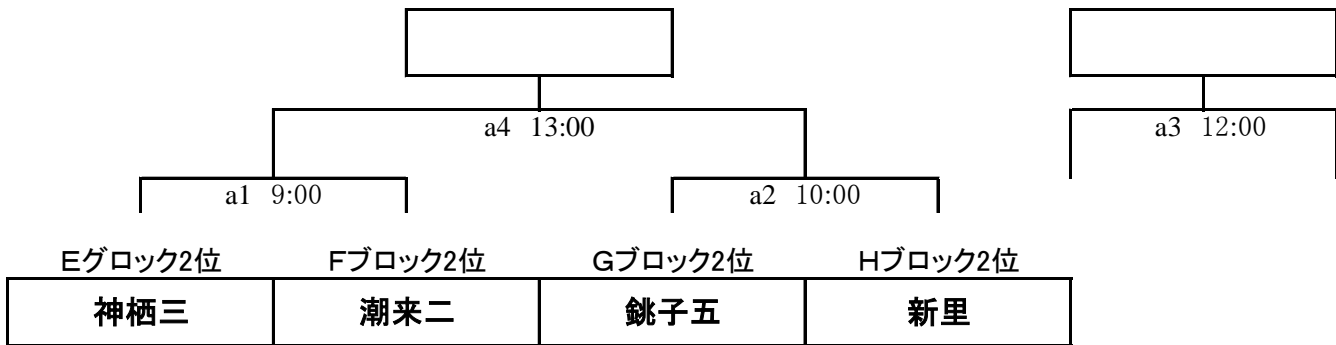 a4 13:00
a3 12:00
a1 9:00
a2 10:00
Eグロック2位 Fブロック2位 Gブロック2位 Hブロック2位
神栖三 潮来二 銚子五 新里